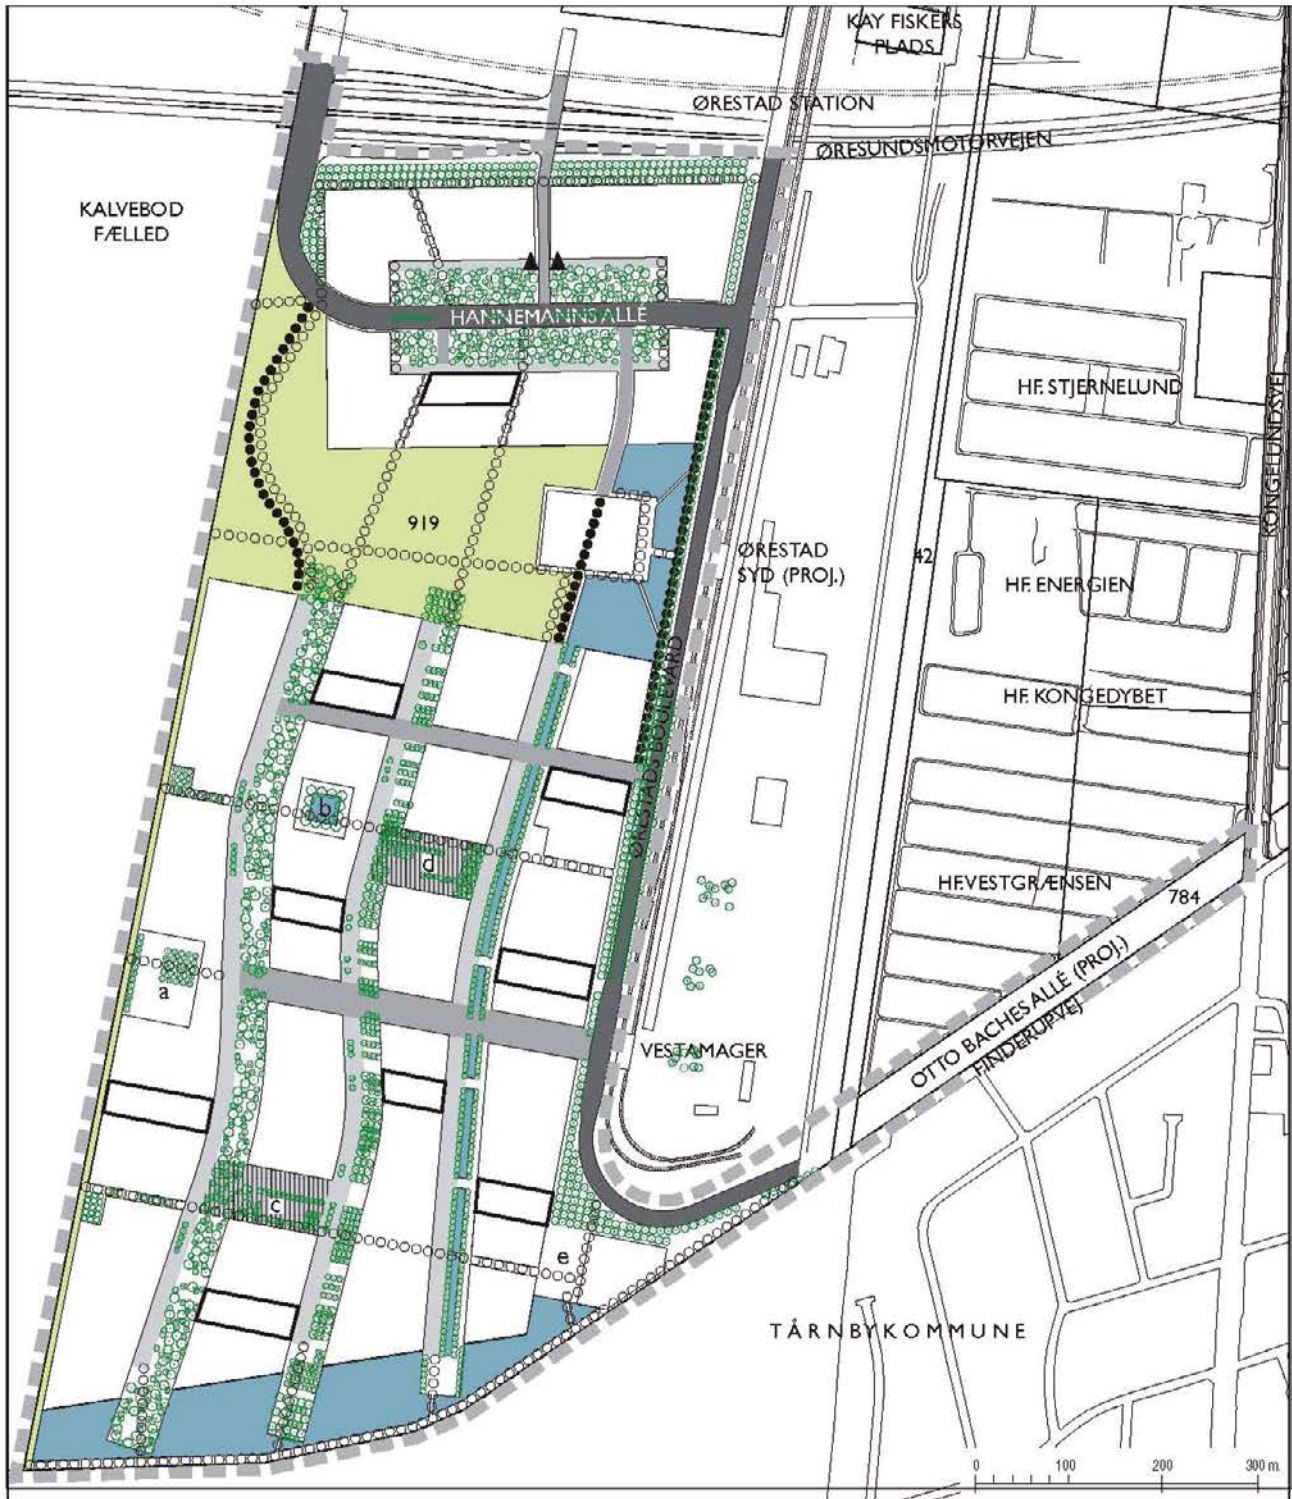 KAY FISKERS
PLADS
ØRESTAD STATION
ØRESUNDSMOTORVEJEN
KALVEBOD
FÆLLED
HANNEMANNS ALLÉ
HF. STJERNELUND
KONGELUNDSVEJ
919
ØRESTAD
SYD (PROJ.)
42
HF. ENERGIEN
ØRESTADS BOULEVARD
HF. KONGEDYBET
b
d
HF.VESTGRÆNSEN
784
a
OTTO BACHES ALLÉ (PROJ.)
FINDERUPVEJ
VESTAMAGER
c
e
TÅRNBY KOMMUNE
0 100 200 300 m.